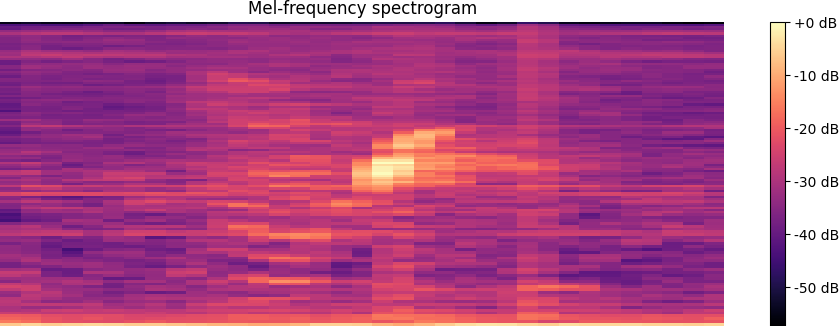 Mel-frequency spectrogram
+0 dB
-10 dB
-20 dB
-30 dB
-40 dB
-50 dB